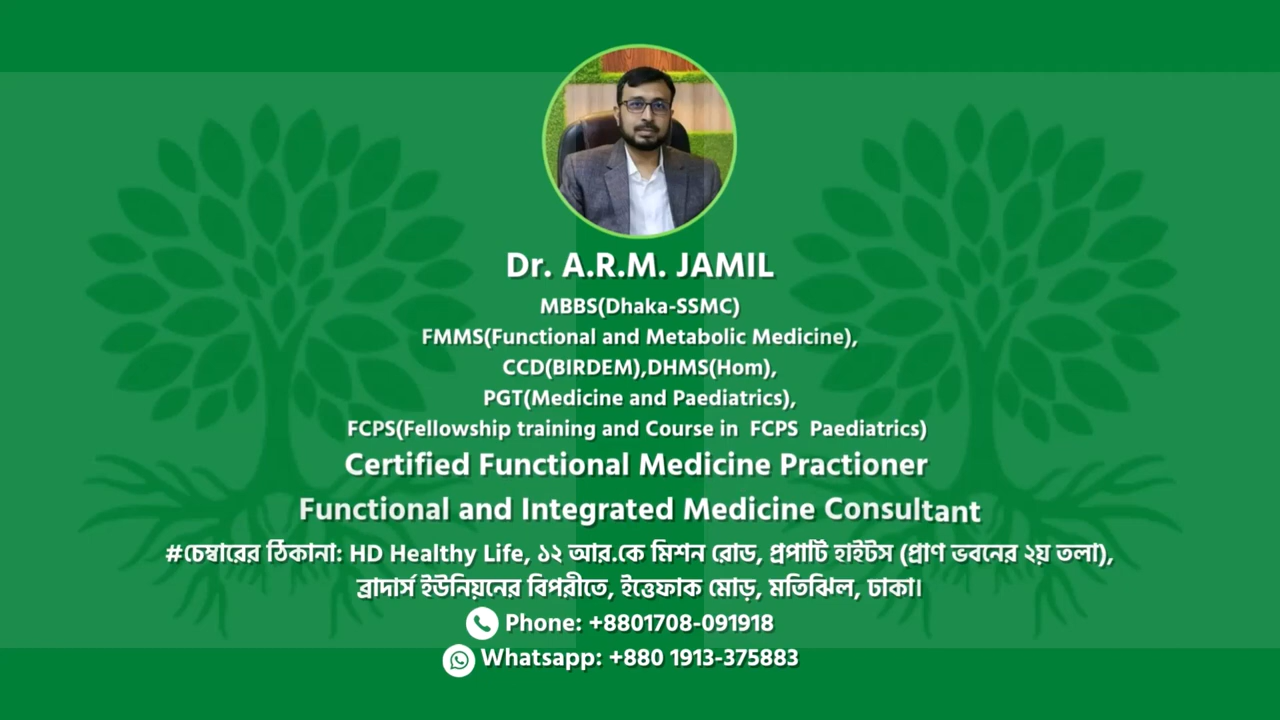 Dr. A.R.M. JAMIL
MBBS(Dhaka-SSMC)
FMMS(Functional and Metabolic Medicine),
CCD(BIRDEM),DHMS(Hom),
PGT(Medicine and Paediatrics),
FCPS(Fellowship training and Course in FCPS Paediatrics)
Certified Functional Medicine Practioner
Functional and Integrated Medicine Consultant
#চেম্বারের ঠিকানা: HD Healthy Life, ১২ আর.কে মিশন রোড, প্রপার্টি হাইটস (প্রাণ ভবনের ২য় তলা),
ব্রাদার্স ইউনিয়নের বিপরীতে, ইত্তেফাক মোড়, মতিঝিল, ঢাকা।
Phone: +8801708-091918
Whatsapp: +880 1913-375883